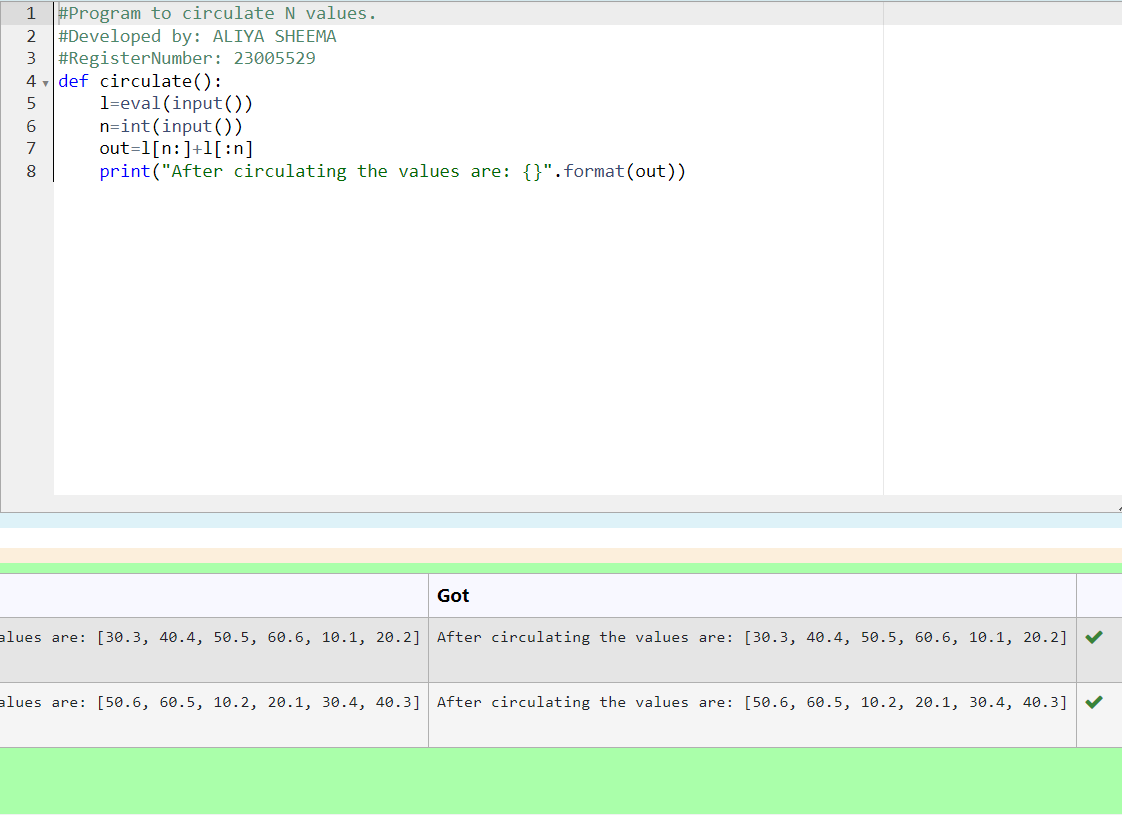 1 #Program to circulate N values.
2 #Developed by: ALIYA SHEEMA
3 #RegisterNumber: 23005529
4 def circulate():
5     l=eval(input())
6     n=int(input())
7     out=l[n:]+l[:n]
8     print("After circulating the values are: {}".format(out))
Got
alues are: [30.3, 40.4, 50.5, 60.6, 10.1, 20.2] After circulating the values are: [30.3, 40.4, 50.5, 60.6, 10.1, 20.2]
alues are: [50.6, 60.5, 10.2, 20.1, 30.4, 40.3] After circulating the values are: [50.6, 60.5, 10.2, 20.1, 30.4, 40.3]